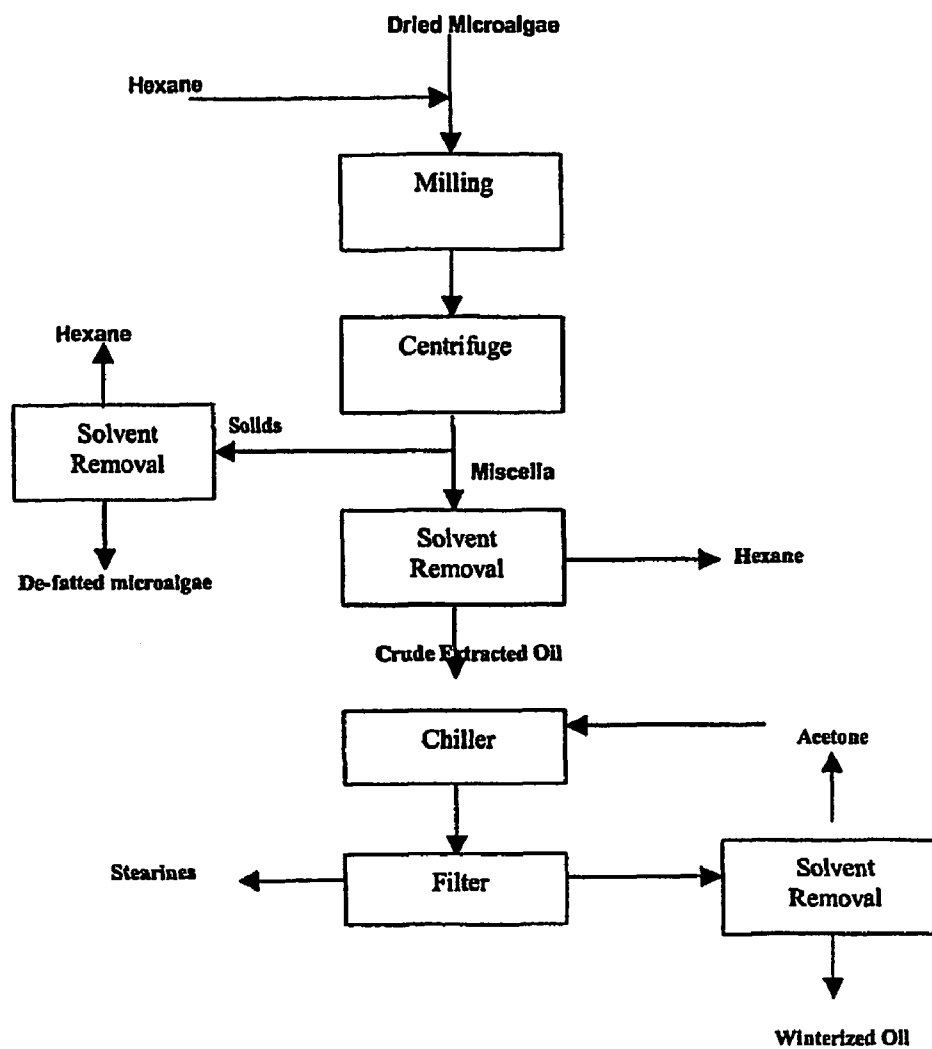 Dried Microalgae
Hexane
Milling
Centrifuge
Hexane
Solvent
Removal
Solids
Miscella
De-fatted microalgae
Solvent
Removal
Hexane
Crude Extracted Oil
Chiller
Acetone
Stearines
Filter
Solvent
Removal
Winterized Oil